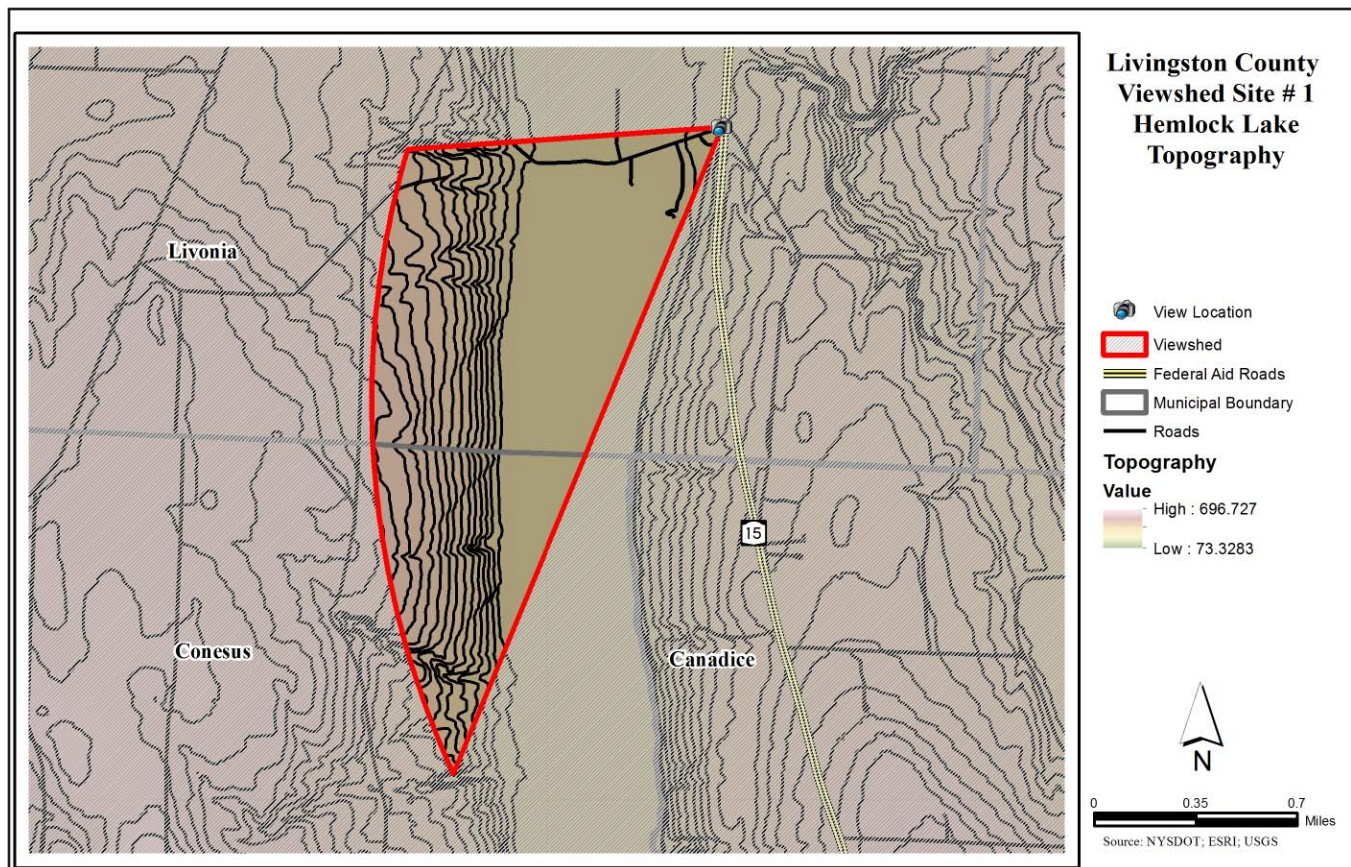 Livingston County
Viewshed Site # 1
Hemlock Lake
Topography
Livonia
Conesus
Canadice
15
View Location
Viewshed
Federal Aid Roads
Municipal Boundary
Roads
Topography
Value
High : 696.727
Low : 73.3283
N
0 0.35 0.7
Miles
Source: NYSDOT; ESRI; USGS